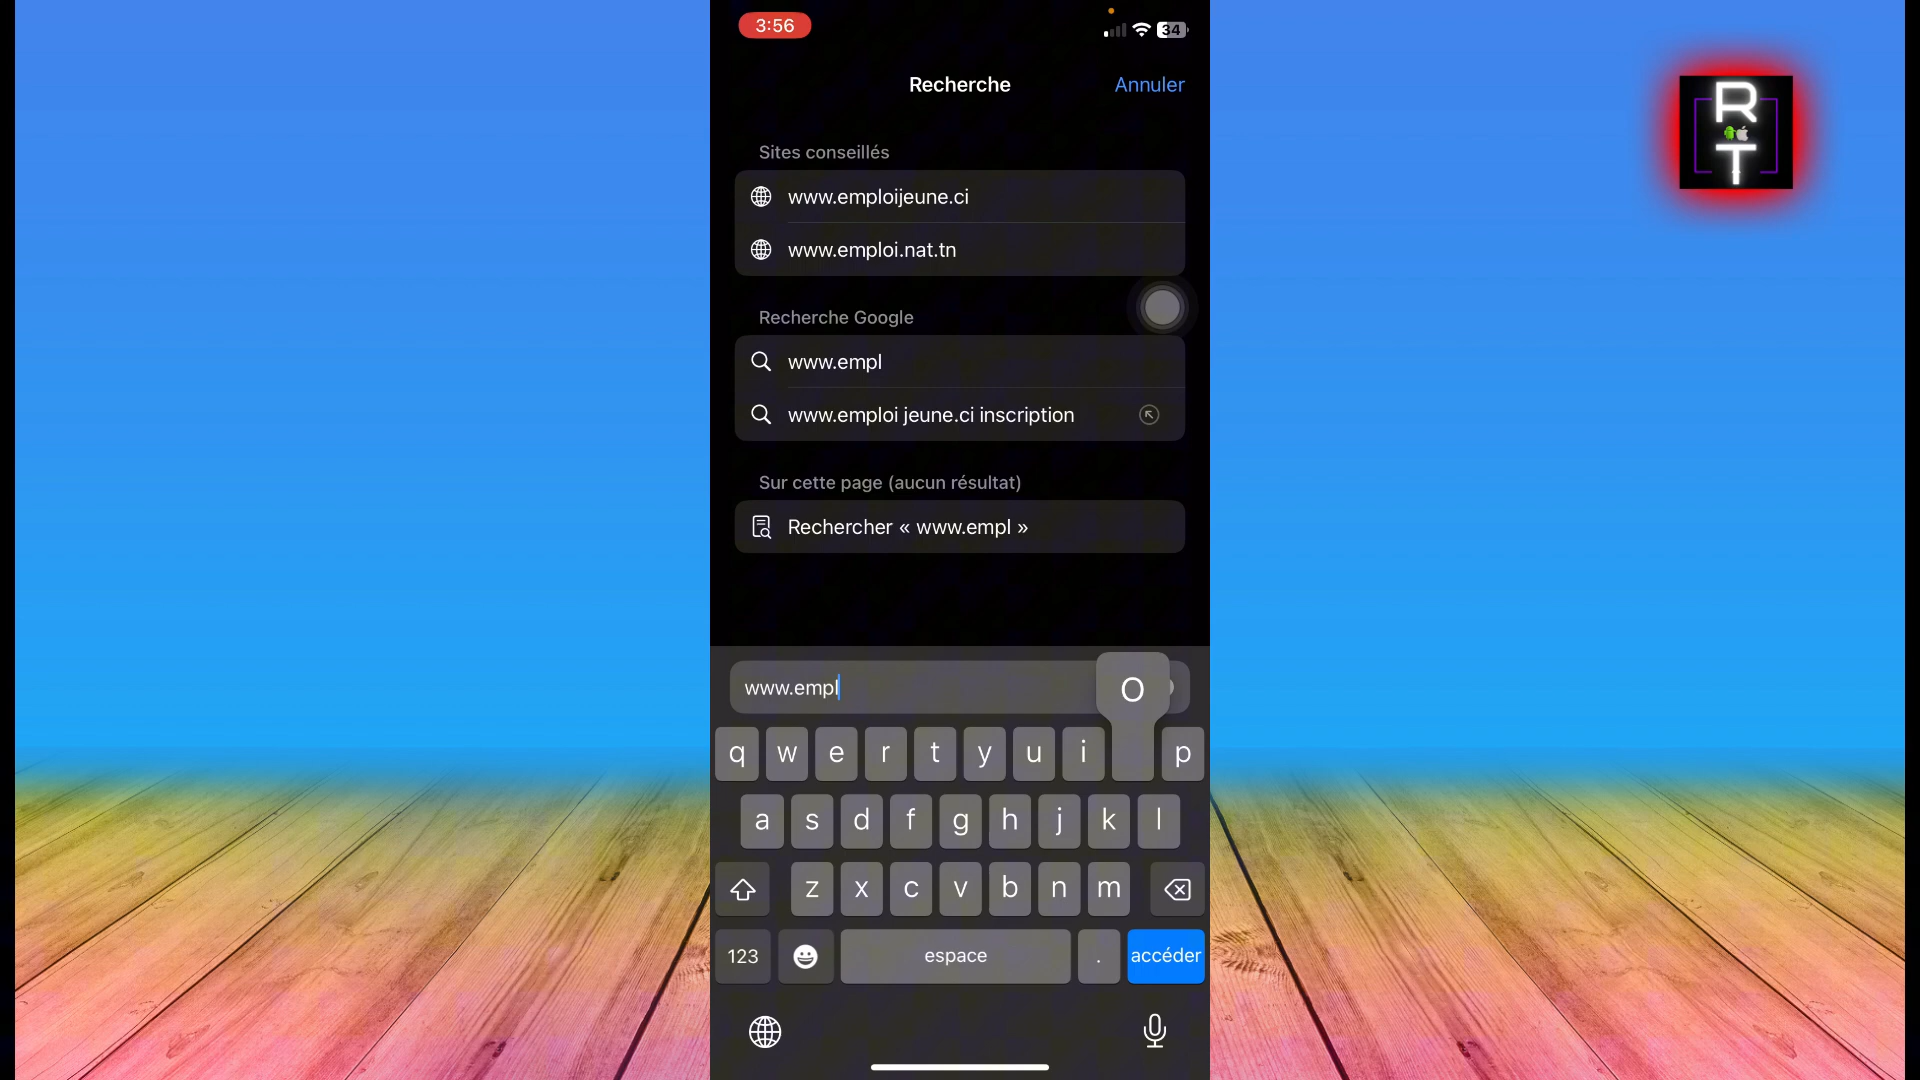 3:56
34
Recherche
Annuler
R
T
Sites conseillés
www.emploijeune.ci
www.emploi.nat.tn
Recherche Google
www.empl
www.emploi jeune.ci inscription
Sur cette page (aucun résultat)
Rechercher « www.empl »
www.empl
O
q w e r t y u i p
a s d f g h j k l
z x c v b n m
123 espace . accéder